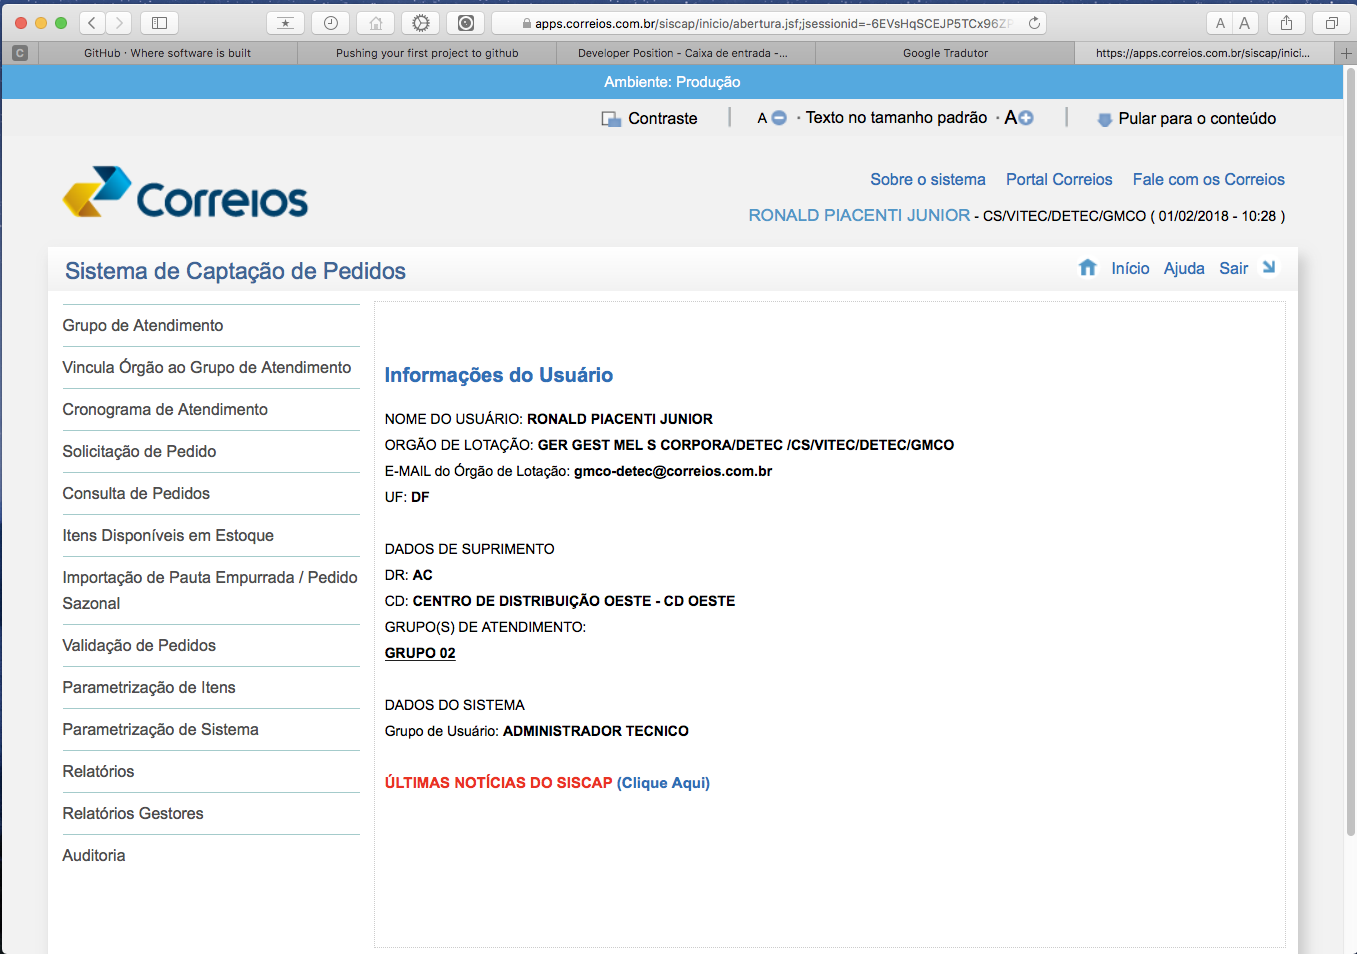 apps.correios.com.br/siscap/inicio/abertura.jsf;jsessionid=-6EVsHqSCEJP5TCx96ZP
A A
C
GitHub · Where software is built
Pushing your first project to github
Developer Position - Caixa de entrada -...
Google Tradutor
https://apps.correios.com.br/siscap/inici...
Ambiente: Produção
Contraste
A · Texto no tamanho padrão · A
Pular para o conteúdo
Correios
Sobre o sistema Portal Correios Fale com os Correios
RONALD PIACENTI JUNIOR - CS/VITEC/DETEC/GMCO ( 01/02/2018 - 10:28 )
Sistema de Captação de Pedidos
Início Ajuda Sair
Grupo de Atendimento
Vincula Órgão ao Grupo de Atendimento
Cronograma de Atendimento
Solicitação de Pedido
Consulta de Pedidos
Itens Disponíveis em Estoque
Importação de Pauta Empurrada / Pedido
Sazonal
Validação de Pedidos
Parametrização de Itens
Parametrização de Sistema
Relatórios
Relatórios Gestores
Auditoria
Informações do Usuário
NOME DO USUÁRIO: RONALD PIACENTI JUNIOR
ORGÃO DE LOTAÇÃO: GER GEST MEL S CORPORA/DETEC /CS/VITEC/DETEC/GMCO
E-MAIL do Órgão de Lotação: gmco-detec@correios.com.br
UF: DF
DADOS DE SUPRIMENTO
DR: AC
CD: CENTRO DE DISTRIBUIÇÃO OESTE - CD OESTE
GRUPO(S) DE ATENDIMENTO:
GRUPO 02
DADOS DO SISTEMA
Grupo de Usuário: ADMINISTRADOR TECNICO
ÚLTIMAS NOTÍCIAS DO SISCAP (Clique Aqui)